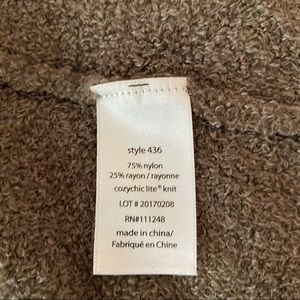 style 436
75% nylon
25% rayon / rayonne
cozychic lite® knit
LOT # 20170208
RN#111248
made in china/
Fabriqué en Chine